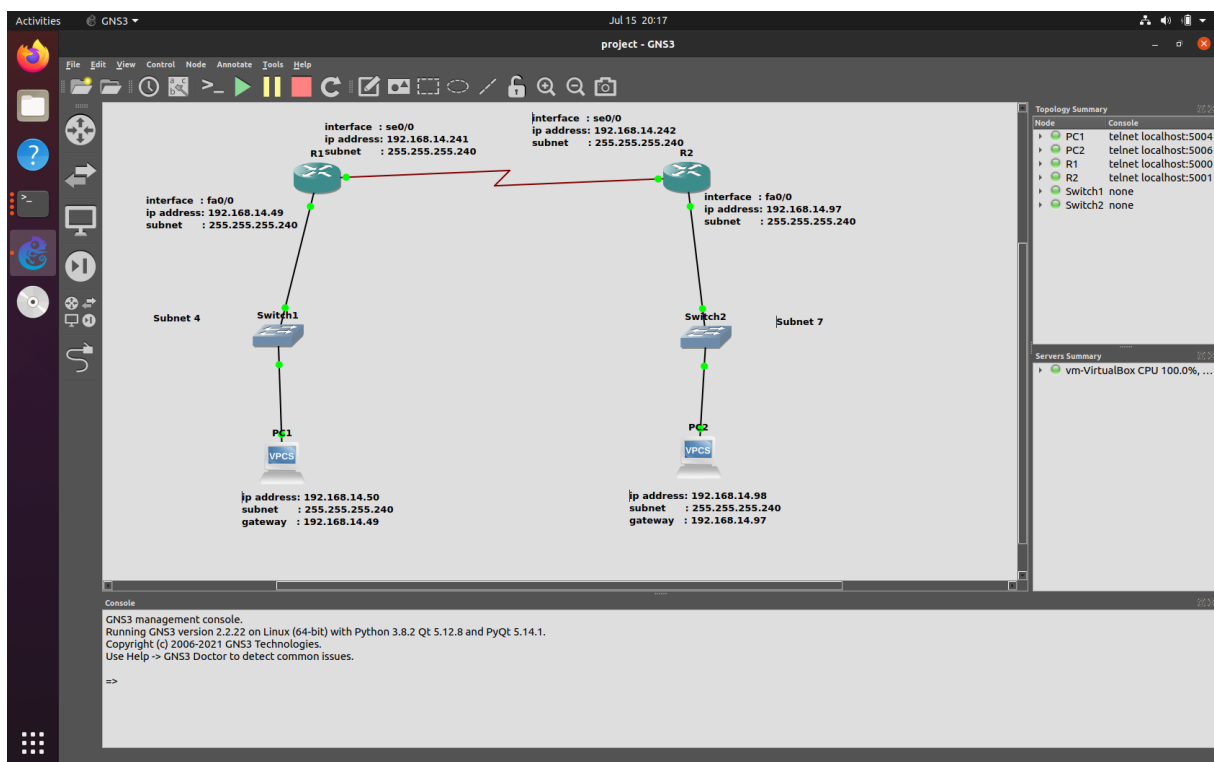 Activities GNS3 Jul 15 20:17
project - GNS3
File Edit View Control Node Annotate Tools Help
interface : se0/0
ip address: 192.168.14.241
subnet : 255.255.255.240
R1
interface : se0/0
ip address: 192.168.14.242
subnet : 255.255.255.240
R2
interface : fa0/0
ip address: 192.168.14.49
subnet : 255.255.255.240
interface : fa0/0
ip address: 192.168.14.97
subnet : 255.255.255.240
Subnet 4
Switch1
Switch2
Subnet 7
PC1
VPCS
ip address: 192.168.14.50
subnet : 255.255.255.240
gateway : 192.168.14.49
PC2
VPCS
ip address: 192.168.14.98
subnet : 255.255.255.240
gateway : 192.168.14.97
Topology Summary
Node Console
PC1 telnet localhost:5004
PC2 telnet localhost:5006
R1 telnet localhost:5000
R2 telnet localhost:5001
Switch1 none
Switch2 none
Servers Summary
vm-VirtualBox CPU 100.0%, ...
Console
GNS3 management console.
Running GNS3 version 2.2.22 on Linux (64-bit) with Python 3.8.2 Qt 5.12.8 and PyQt 5.14.1.
Copyright (c) 2006-2021 GNS3 Technologies.
Use Help -> GNS3 Doctor to detect common issues.
=>